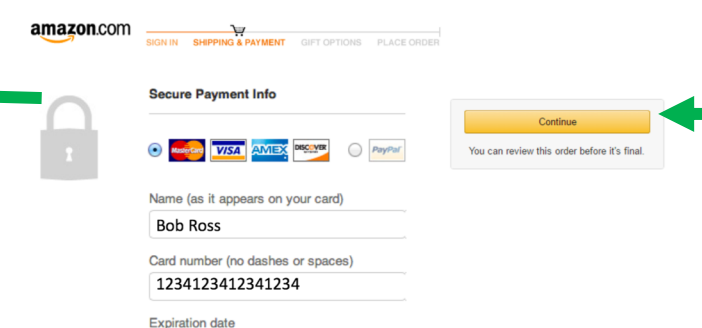 amazon.com
SIGN IN SHIPPING & PAYMENT GIFT OPTIONS PLACE ORDER
Secure Payment Info
MasterCard VISA AMEX DISCOVER PayPal
Continue
You can review this order before it's final.
Name (as it appears on your card)
Bob Ross
Card number (no dashes or spaces)
1234123412341234
Expiration date